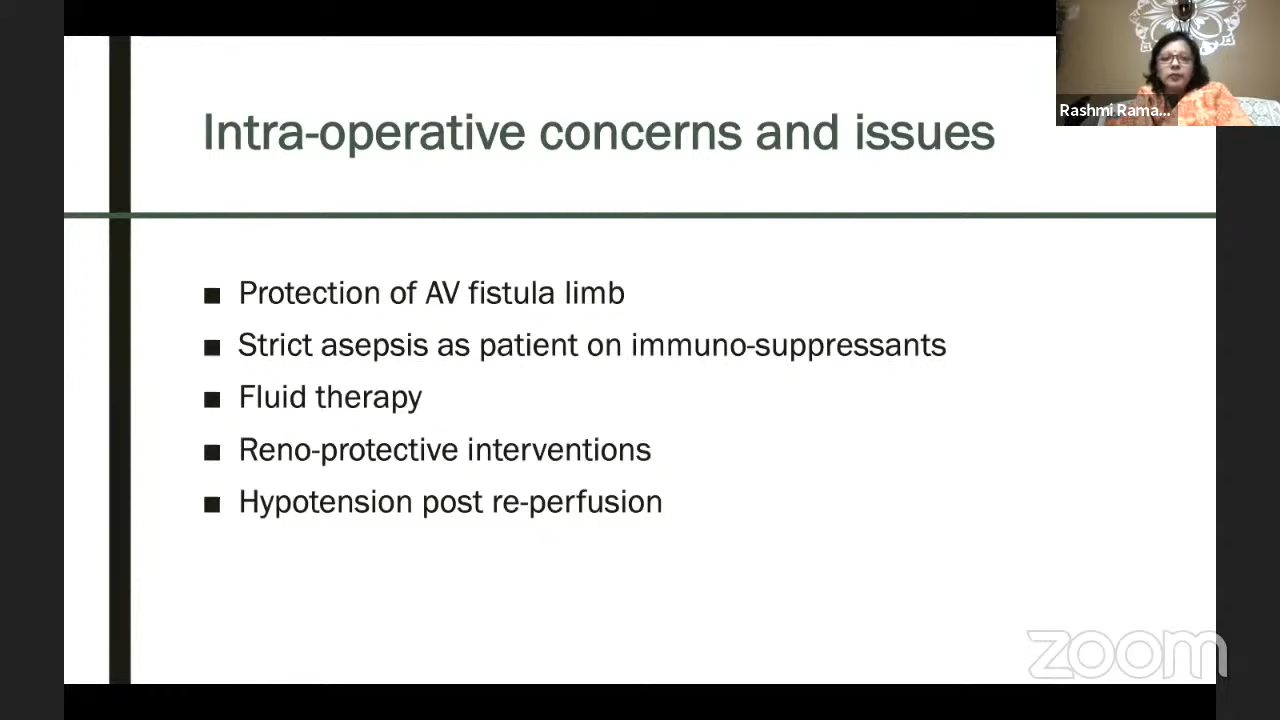 Intra-operative concerns and issues
Rashmi Rama...
■ Protection of AV fistula limb
■ Strict asepsis as patient on immuno-suppressants
■ Fluid therapy
■ Reno-protective interventions
■ Hypotension post re-perfusion
zoom